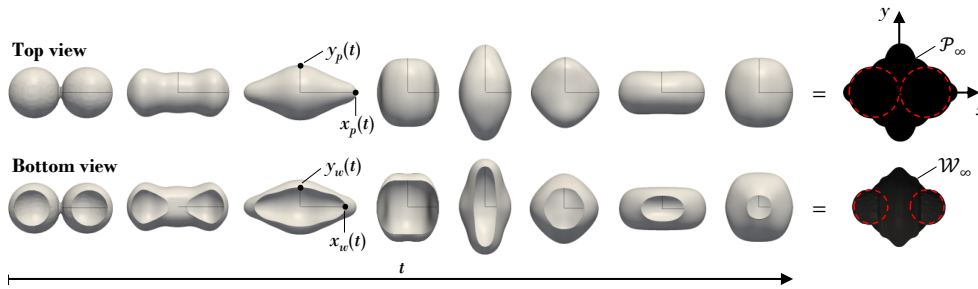 Top view
y_p(t)
x_p(t)
=
y
𝒫_∞
x
Bottom view
y_w(t)
x_w(t)
=
𝒲_∞
t